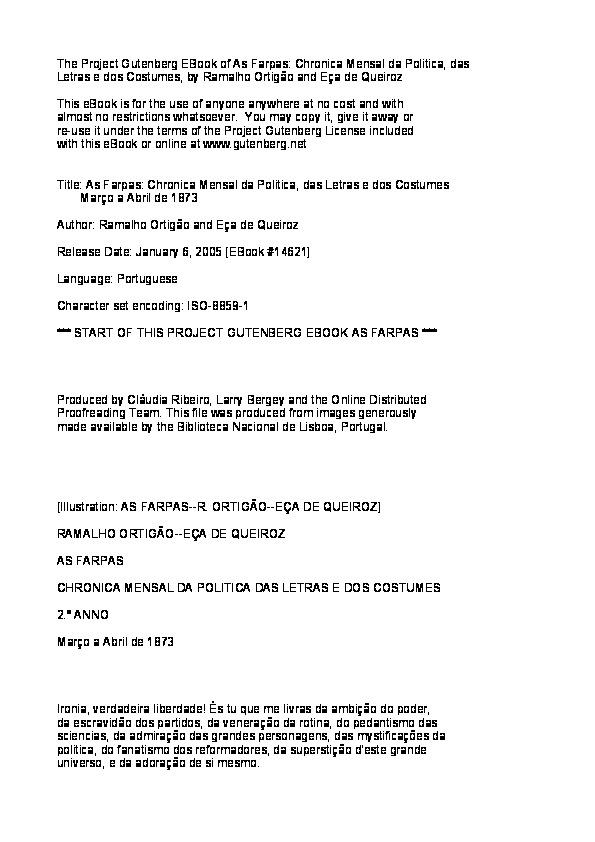 The Project Gutenberg EBook of As Farpas: Chronica Mensal da Politica, das
Letras e dos Costumes, by Ramalho Ortigão and Eça de Queiroz
This eBook is for the use of anyone anywhere at no cost and with
almost no restrictions whatsoever. You may copy it, give it away or
re-use it under the terms of the Project Gutenberg License included
with this eBook or online at www.gutenberg.net
Title: As Farpas: Chronica Mensal da Politica, das Letras e dos Costumes
Março a Abril de 1873
Author: Ramalho Ortigão and Eça de Queiroz
Release Date: January 6, 2005 [EBook #14621]
Language: Portuguese
Character set encoding: ISO-8859-1
*** START OF THIS PROJECT GUTENBERG EBOOK AS FARPAS ***
Produced by Cláudia Ribeiro, Larry Bergey and the Online Distributed
Proofreading Team. This file was produced from images generously
made available by the Biblioteca Nacional de Lisboa, Portugal.
[Illustration: AS FARPAS--R. ORTIGÃO--EÇA DE QUEIROZ]
RAMALHO ORTIGÃO--EÇA DE QUEIROZ
AS FARPAS
CHRONICA MENSAL DA POLITICA DAS LETRAS E DOS COSTUMES
2.º ANNO
Março a Abril de 1873
Ironia, verdadeira liberdade! És tu que me livras da ambição do poder,
da escravidão dos partidos, da veneração da rotina, do pedantismo das
sciencias, da admiração das grandes personagens, das mystificações da
politica, do fanatismo dos reformadores, da superstição d'este grande
universo, e da adoração de si mesmo.